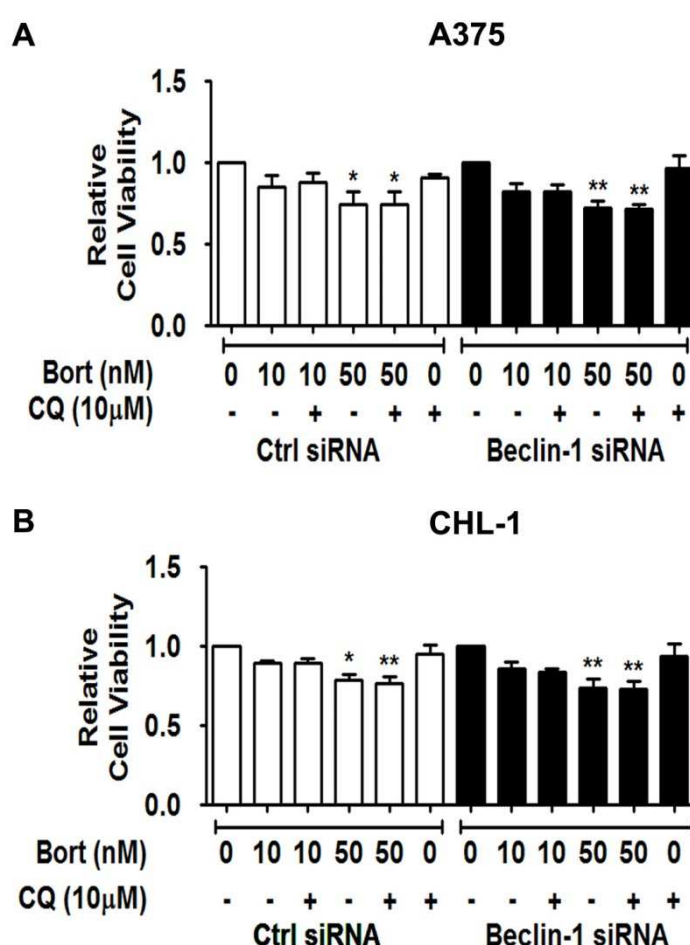 A
A375
Relative
Cell Viability
1.5
1.0
0.5
0.0
* * ** **
Bort (nM) 0 10 10 50 50 0 0 10 10 50 50 0
CQ (10μM) - - + - + + - - + - + +
Ctrl siRNA Beclin-1 siRNA
B
CHL-1
Relative
Cell Viability
1.5
1.0
0.5
0.0
* ** ** **
Bort (nM) 0 10 10 50 50 0 0 10 10 50 50 0
CQ (10μM) - - + - + + - - + - + +
Ctrl siRNA Beclin-1 siRNA